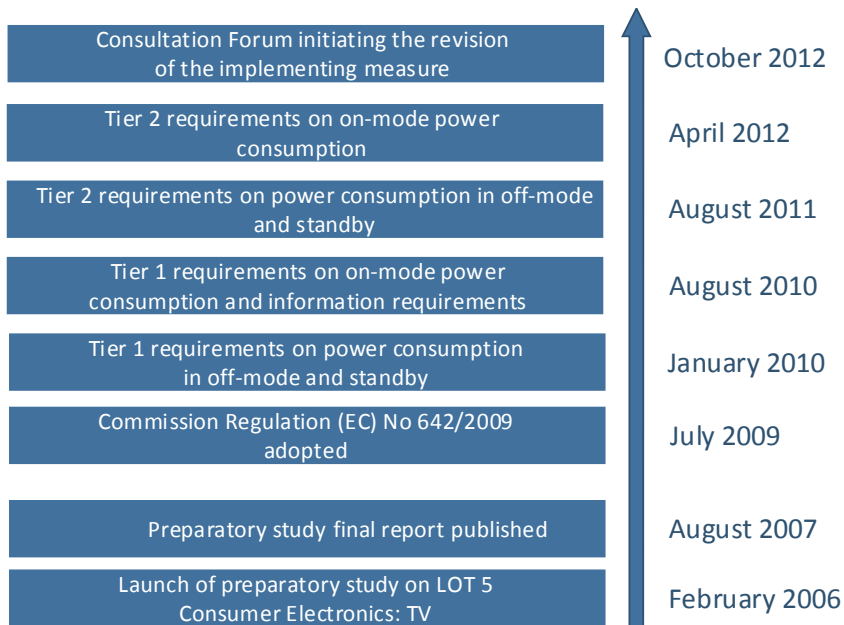 Consultation Forum initiating the revision
of the implementing measure
October 2012
Tier 2 requirements on on-mode power
consumption
April 2012
Tier 2 requirements on power consumption in off-mode
and standby
August 2011
Tier 1 requirements on on-mode power
consumption and information requirements
August 2010
Tier 1 requirements on power consumption
in off-mode and standby
January 2010
Commission Regulation (EC) No 642/2009
adopted
July 2009
Preparatory study final report published
August 2007
Launch of preparatory study on LOT 5
Consumer Electronics: TV
February 2006